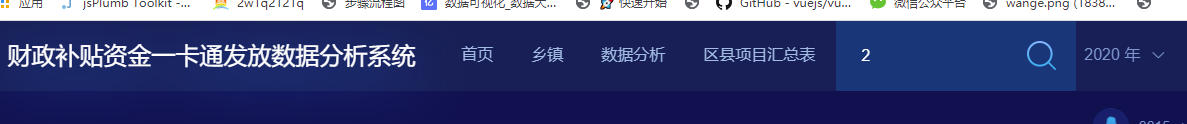 应用 jsPlumb Toolkit -... 2w1q2121q 步骤流程图 数据可视化_数据大... 快速开始 GitHub - vuejs/vu... 微信公众平台 wange.png (1838...
财政补贴资金一卡通发放数据分析系统 首页 乡镇 数据分析 区县项目汇总表 2 2020 年